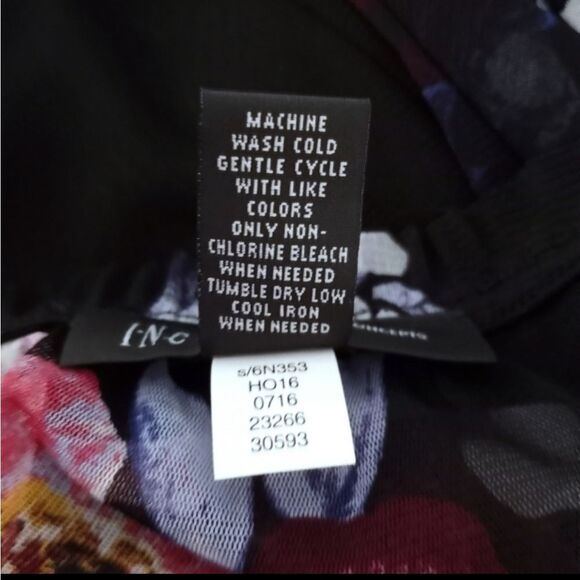 MACHINE
WASH COLD
GENTLE CYCLE
WITH LIKE
COLORS
ONLY NON-
CHLORINE BLEACH
WHEN NEEDED
TUMBLE DRY LOW
COOL IRON
WHEN NEEDED
I·N·C
ONCEPTS
s/6N353
HO16
0716
23266
30593